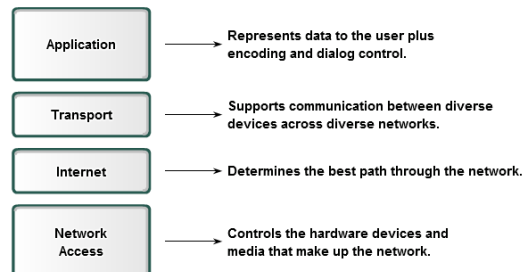 Application
Represents data to the user plus
encoding and dialog control.
Transport
Supports communication between diverse
devices across diverse networks.
Internet
Determines the best path through the network.
Network
Access
Controls the hardware devices and
media that make up the network.